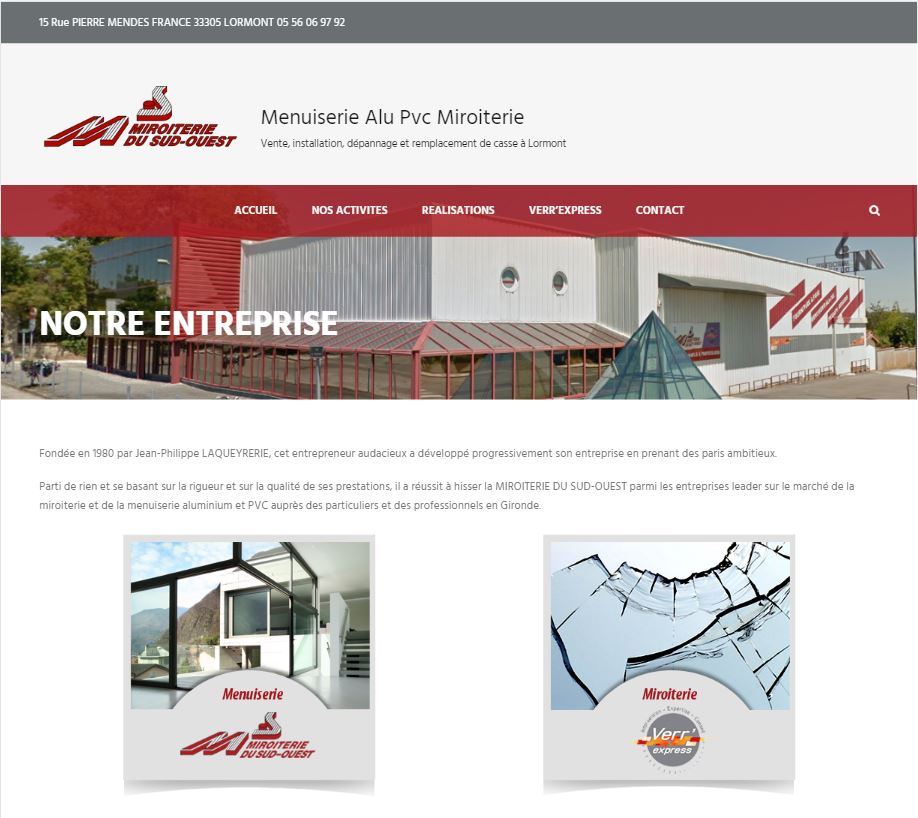 15 Rue PIERRE MENDES FRANCE 33305 LORMONT 05 56 06 97 92
MIROITERIE
DU SUD-OUEST
Menuiserie Alu Pvc Miroiterie
Vente, installation, dépannage et remplacement de casse à Lormont
ACCUEIL NOS ACTIVITES REALISATIONS VERR'EXPRESS CONTACT
NOTRE ENTREPRISE
Fondée en 1980 par Jean-Philippe LAQUEYRERIE, cet entrepreneur audacieux a développé progressivement son entreprise en prenant des paris ambitieux.
Parti de rien et se basant sur la rigueur et sur la qualité de ses prestations, il a réussit à hisser la MIROITERIE DU SUD-OUEST parmi les entreprises leader sur le marché de la
miroiterie et de la menuiserie aluminium et PVC auprès des particuliers et des professionnels en Gironde.
Menuiserie
MIROITERIE
DU SUD-OUEST
Miroiterie
Intervention - Expertise - Conseil
Verr'
express